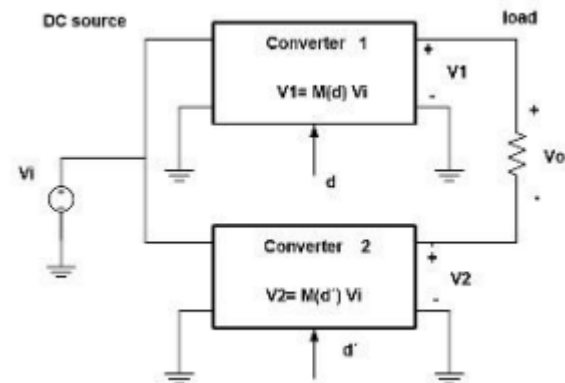 DC source
load
Converter 1
V1= M(d) Vi
+
V1
-
d
+
Vo
-
Vi
Converter 2
V2= M(d´) Vi
-
+
V2
-
d´